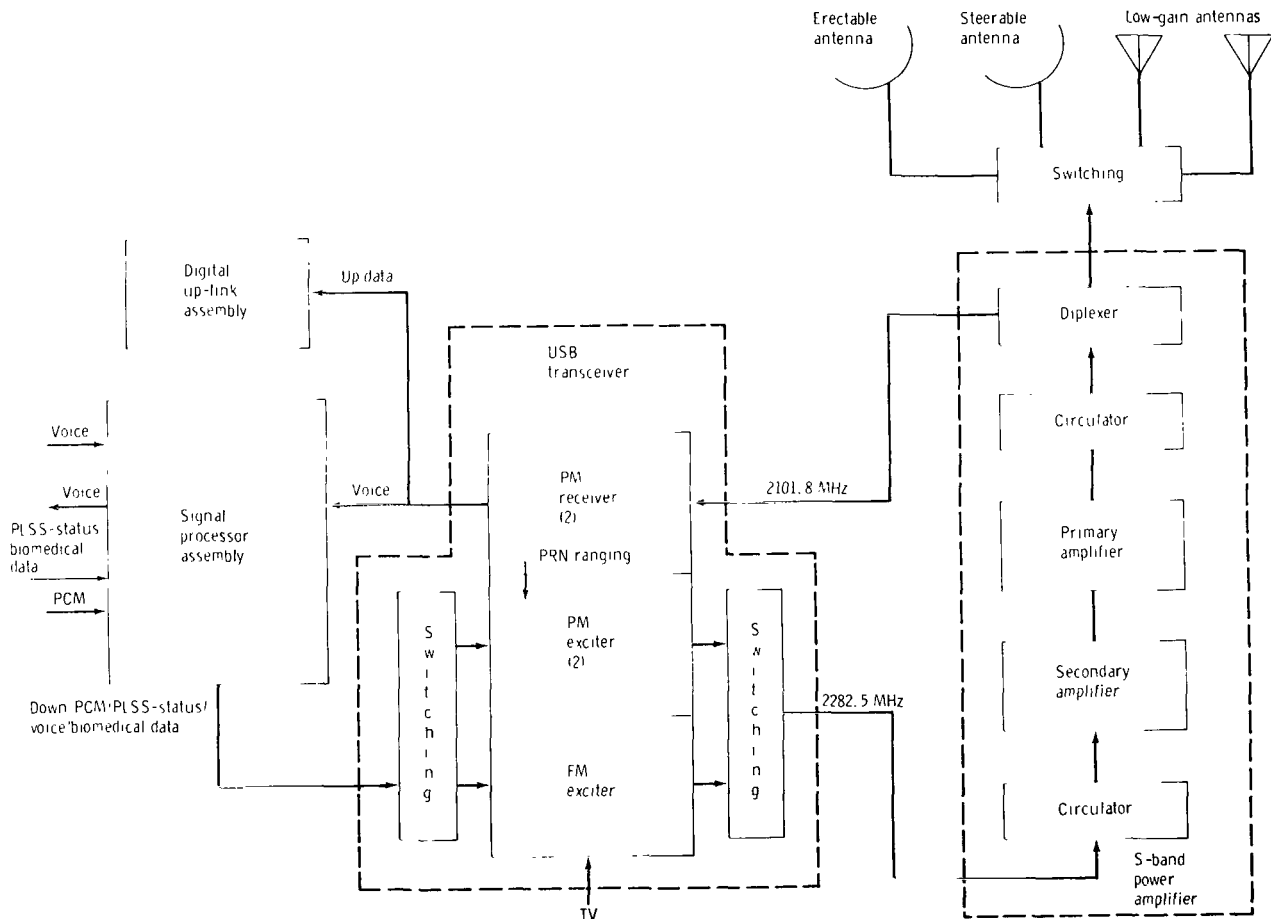 Erectable
antenna
Steerable
antenna
Low-gain antennas
Switching
Digital
up-link
assembly
Up data
USB
transceiver
Diplexer
Circulator
Voice
Voice
PLSS-status
biomedical
data
PCM
Signal
processor
assembly
Voice
PM
receiver
(2)
2101.8 MHz
PRN ranging
Primary
amplifier
Switching
PM
exciter
(2)
Switching
Secondary
amplifier
Down PCM/PLSS-status/
voice/biomedical data
2282.5 MHz
FM
exciter
Circulator
S-band
power
amplifier
TV